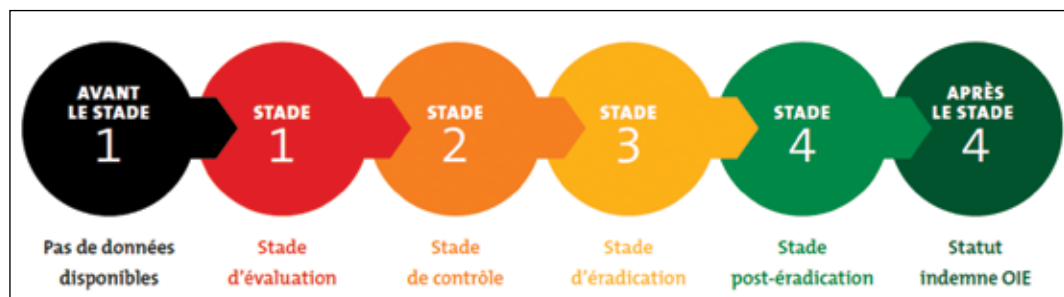 AVANT
LE STADE
1
STADE
1
STADE
2
STADE
3
STADE
4
APRÈS
LE STADE
4
Pas de données
disponibles
Stade
d'évaluation
Stade
de contrôle
Stade
d'éradication
Stade
post-éradication
Statut
indemne OIE